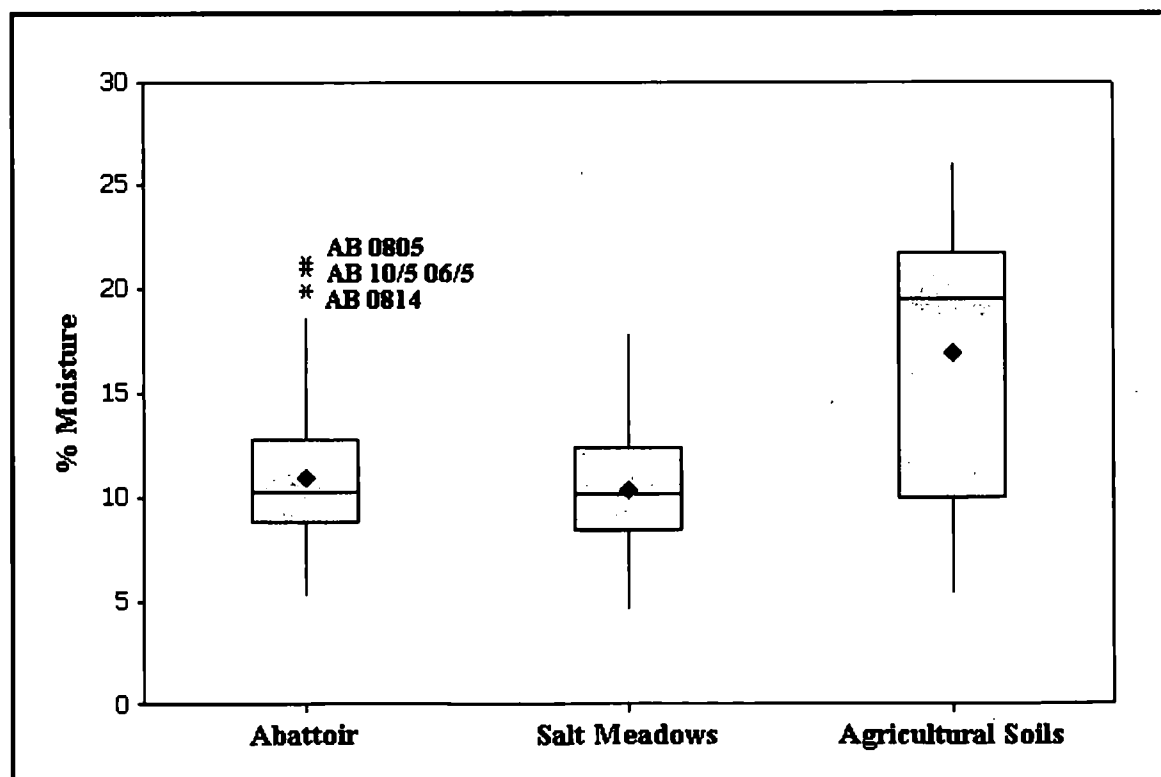 30
25
20
15
10
5
0
% Moisture
AB 0805
AB 10/5 06/5
AB 0814
Abattoir
Salt Meadows
Agricultural Soils